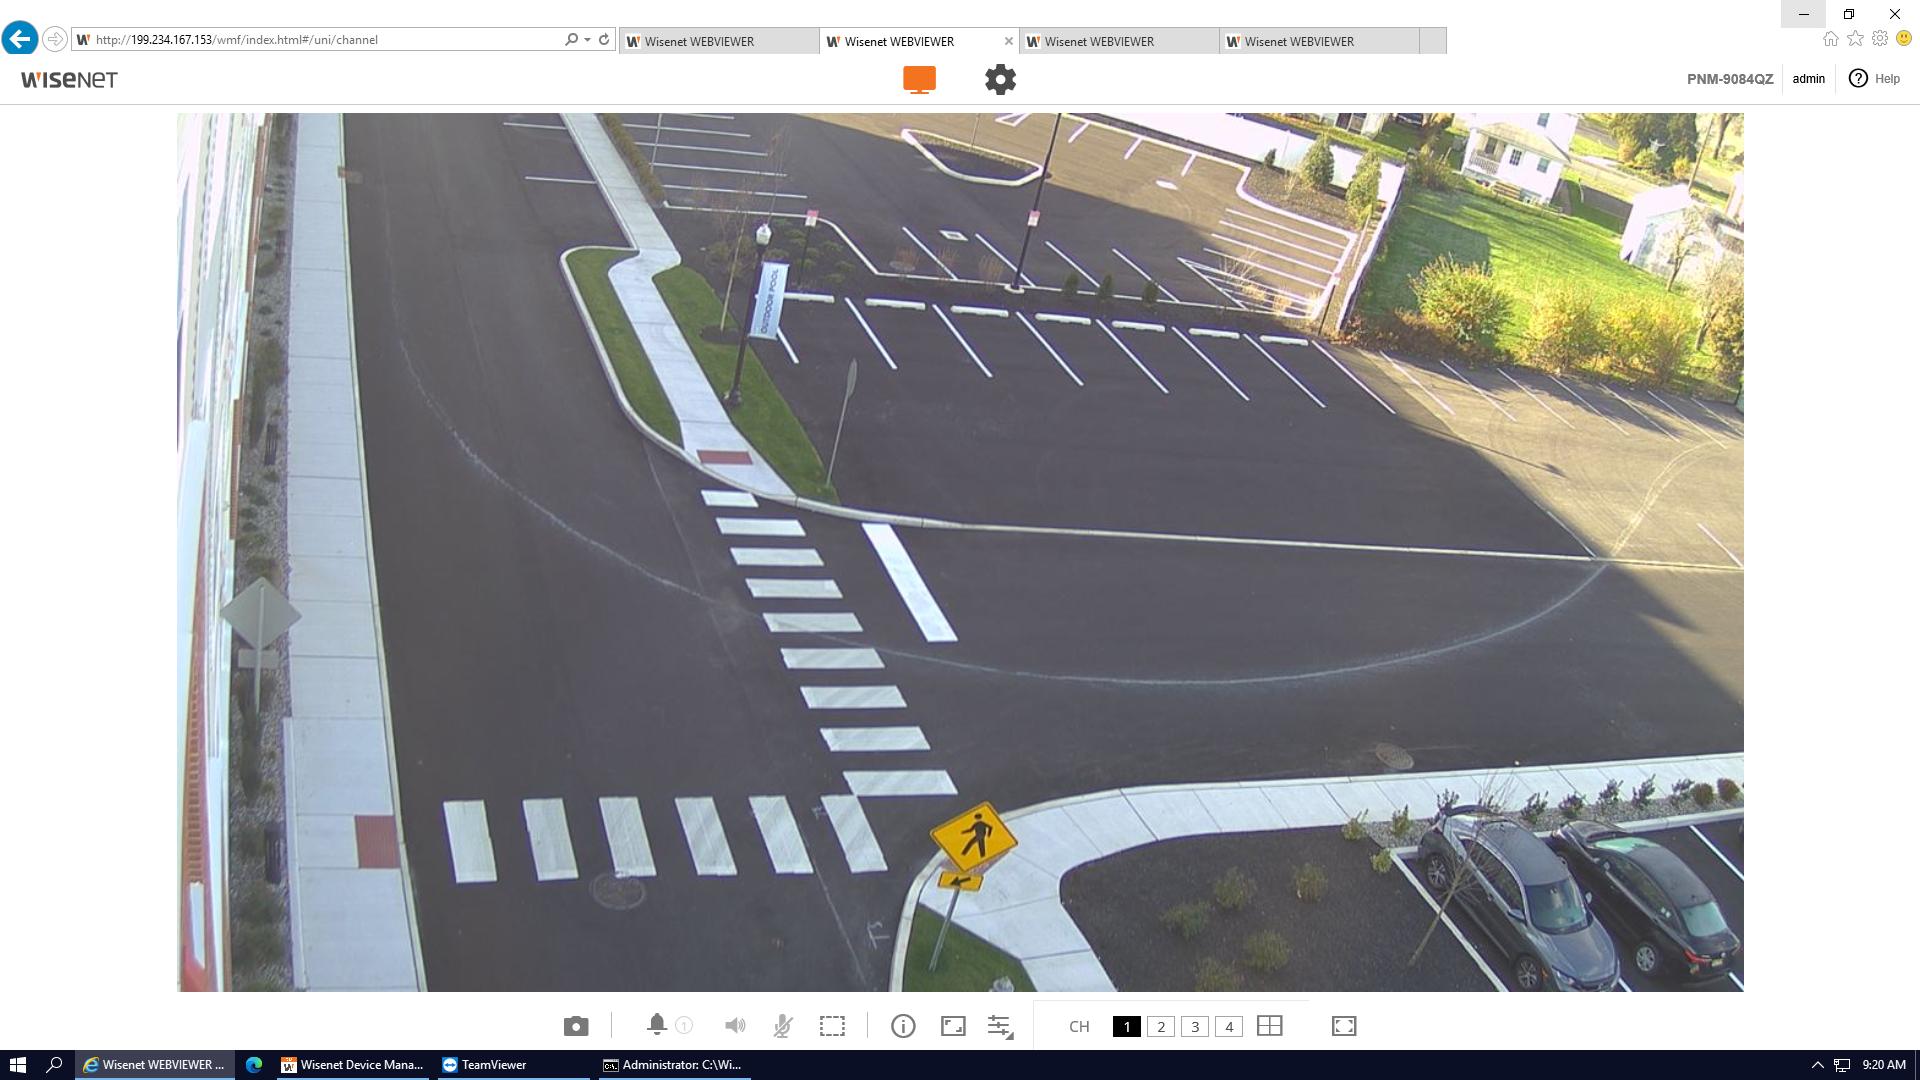 http://199.234.167.153/wmf/index.html#/uni/channel
Wisenet WEBVIEWER
Wisenet WEBVIEWER
Wisenet WEBVIEWER
Wisenet WEBVIEWER
WISENET
PNM-9084QZ
admin
Help
OUTDOOR POOL
1
CH
1
2
3
4
Wisenet WEBVIEWER ...
Wisenet Device Mana...
TeamViewer
Administrator: C:\Wi...
9:20 AM